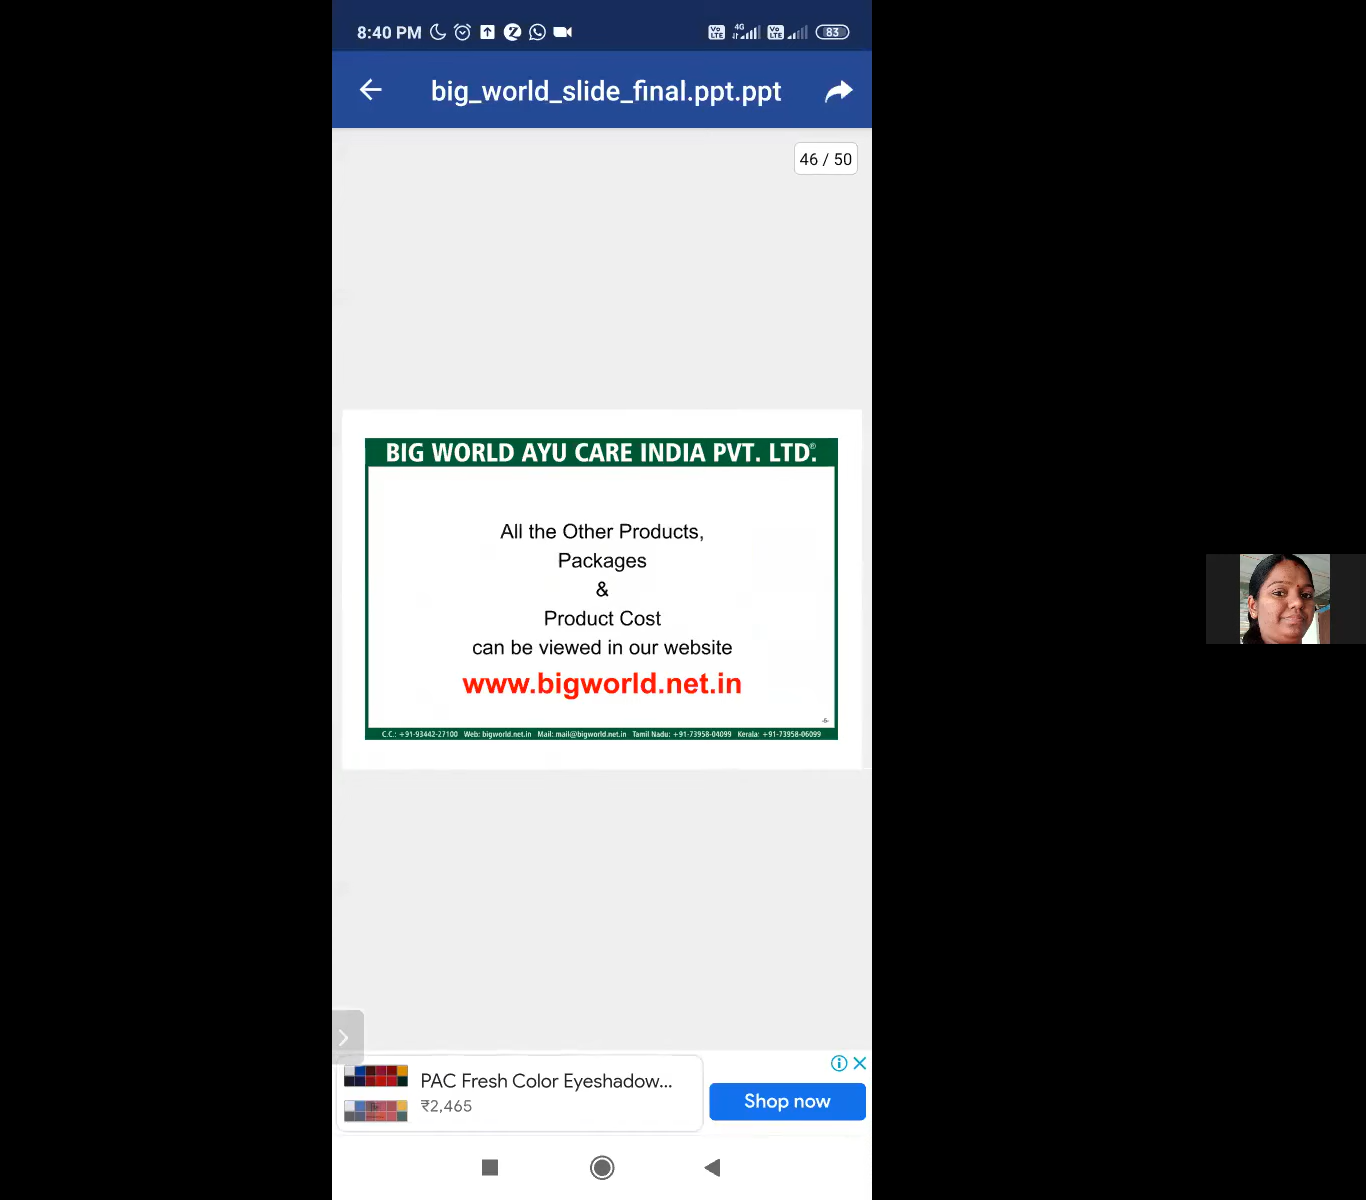 8:40 PM
4G
83
big_world_slide_final.ppt.ppt
46 / 50
BIG WORLD AYU CARE INDIA PVT. LTD.
All the Other Products,
Packages
&
Product Cost
can be viewed in our website
www.bigworld.net.in
-6-
C.C.: +91-93442-27100 Web: bigworld.net.in Mail: mail@bigworld.net.in Tamil Nadu: +91-73958-04099 Kerala: +91-73958-06099
PAC Fresh Color Eyeshadow...
₹2,465
Shop now